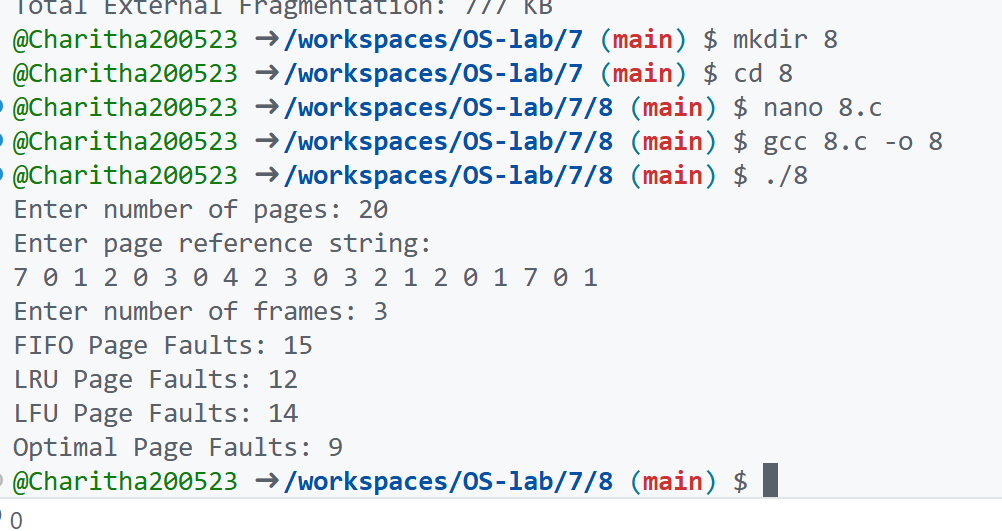 Total External Fragmentation: 777 KB
@Charitha200523 ➜/workspaces/OS-lab/7 (main) $ mkdir 8
@Charitha200523 ➜/workspaces/OS-lab/7 (main) $ cd 8
@Charitha200523 ➜/workspaces/OS-lab/7/8 (main) $ nano 8.c
@Charitha200523 ➜/workspaces/OS-lab/7/8 (main) $ gcc 8.c -o 8
@Charitha200523 ➜/workspaces/OS-lab/7/8 (main) $ ./8
Enter number of pages: 20
Enter page reference string:
7 0 1 2 0 3 0 4 2 3 0 3 2 1 2 0 1 7 0 1
Enter number of frames: 3
FIFO Page Faults: 15
LRU Page Faults: 12
LFU Page Faults: 14
Optimal Page Faults: 9
@Charitha200523 ➜/workspaces/OS-lab/7/8 (main) $
0